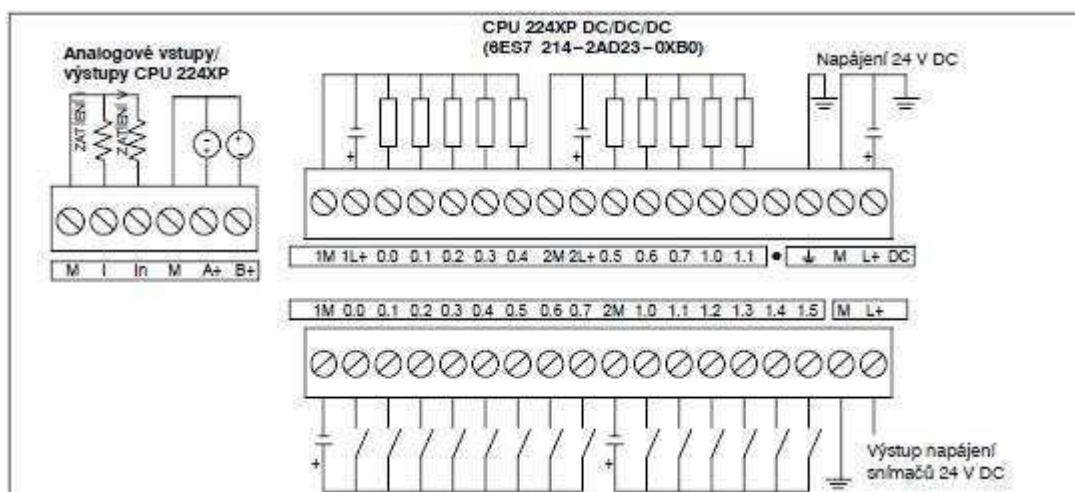 CPU 224XP DC/DC/DC
(6ES7 214-2AD23-0XB0)
Analogové vstupy/
výstupy CPU 224XP
Napájení 24 V DC
ZATÍENÍ
ZATÍENÍ V
M I In M A+ B+
1M 1L+ 0.0 0.1 0.2 0.3 0.4 2M 2L+ 0.5 0.6 0.7 1.0 1.1 M L+ DC
1M 0.0 0.1 0.2 0.3 0.4 0.5 0.6 0.7 2M 1.0 1.1 1.2 1.3 1.4 1.5 M L+
Výstup napájení
snímačů 24 V DC